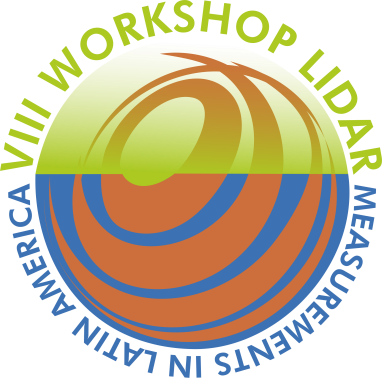 VIII WORKSHOP LIDAR
MEASUREMENTS IN LATIN AMERICA